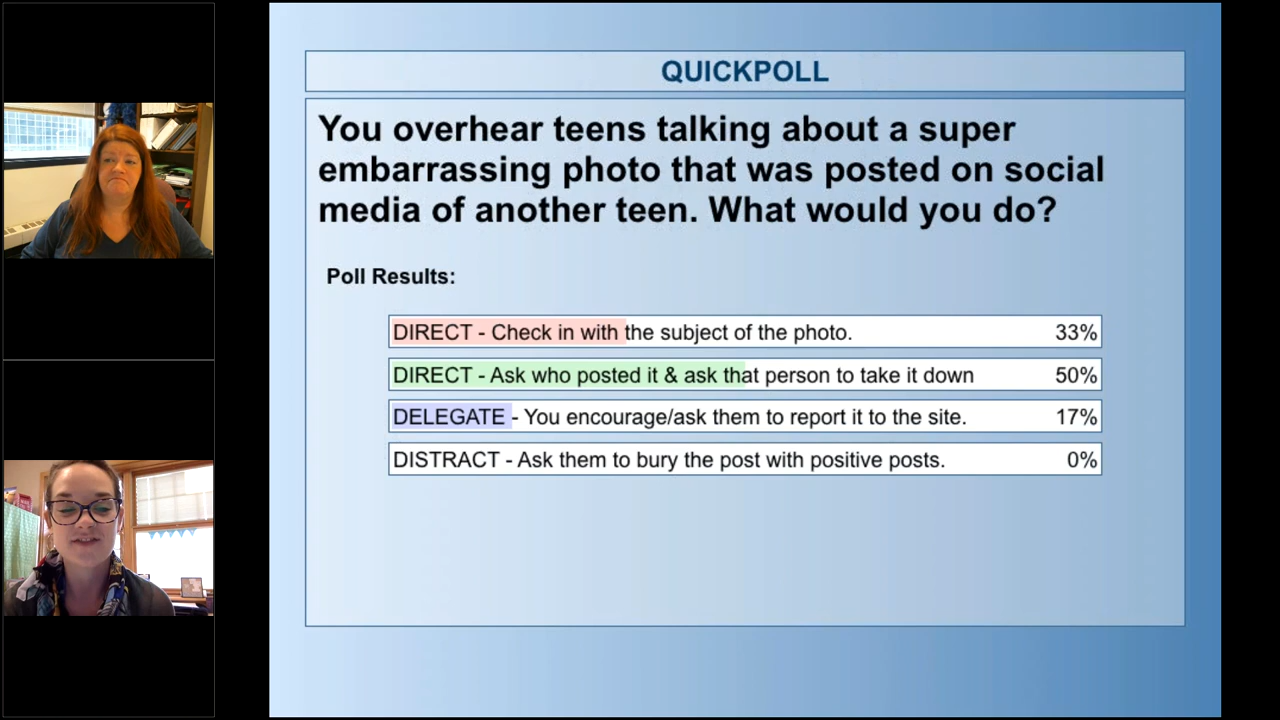 QUICKPOLL
You overhear teens talking about a super
embarrassing photo that was posted on social
media of another teen. What would you do?
Poll Results:
DIRECT - Check in with the subject of the photo. 33%
DIRECT - Ask who posted it & ask that person to take it down 50%
DELEGATE - You encourage/ask them to report it to the site. 17%
DISTRACT - Ask them to bury the post with positive posts. 0%